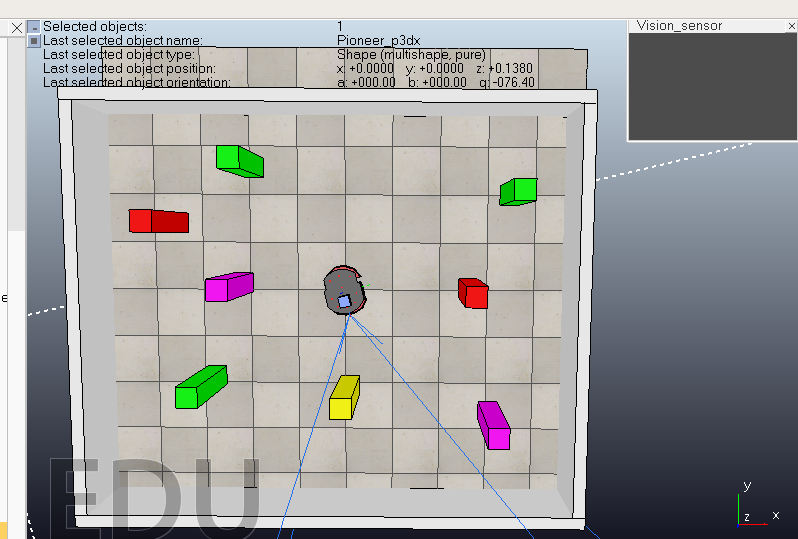 Selected objects: 1
Last selected object name: Pioneer_p3dx
Last selected object type: Shape (multishape, pure)
Last selected object position: x: +0.0000 y: +0.0000 z: +0.1380
Last selected object orientation: a: +000.00 b: +000.00 g: -076.40
Vision_sensor
e
EDU
y
z x